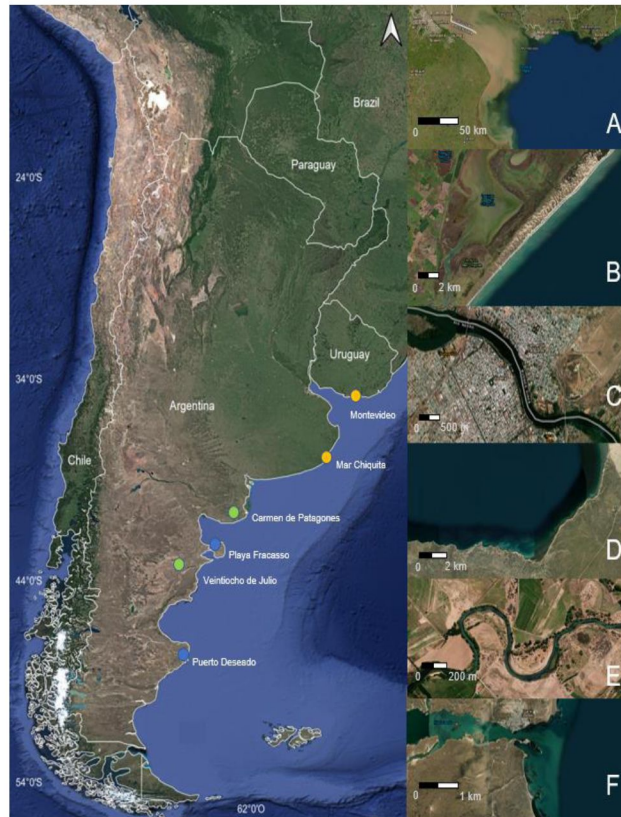 Brazil
Paraguay
24°0'S
Uruguay
34°0'S
Argentina
Montevideo
Chile
Mar Chiquita
Carmen de Patagones
Playa Fracasso
Veintiocho de Julio
44°0'S
Puerto Deseado
54°0'S
62°0'O
A
0 50 km
B
0 2 km
C
0 500 m
D
0 2 km
E
0 200 m
F
0 1 km